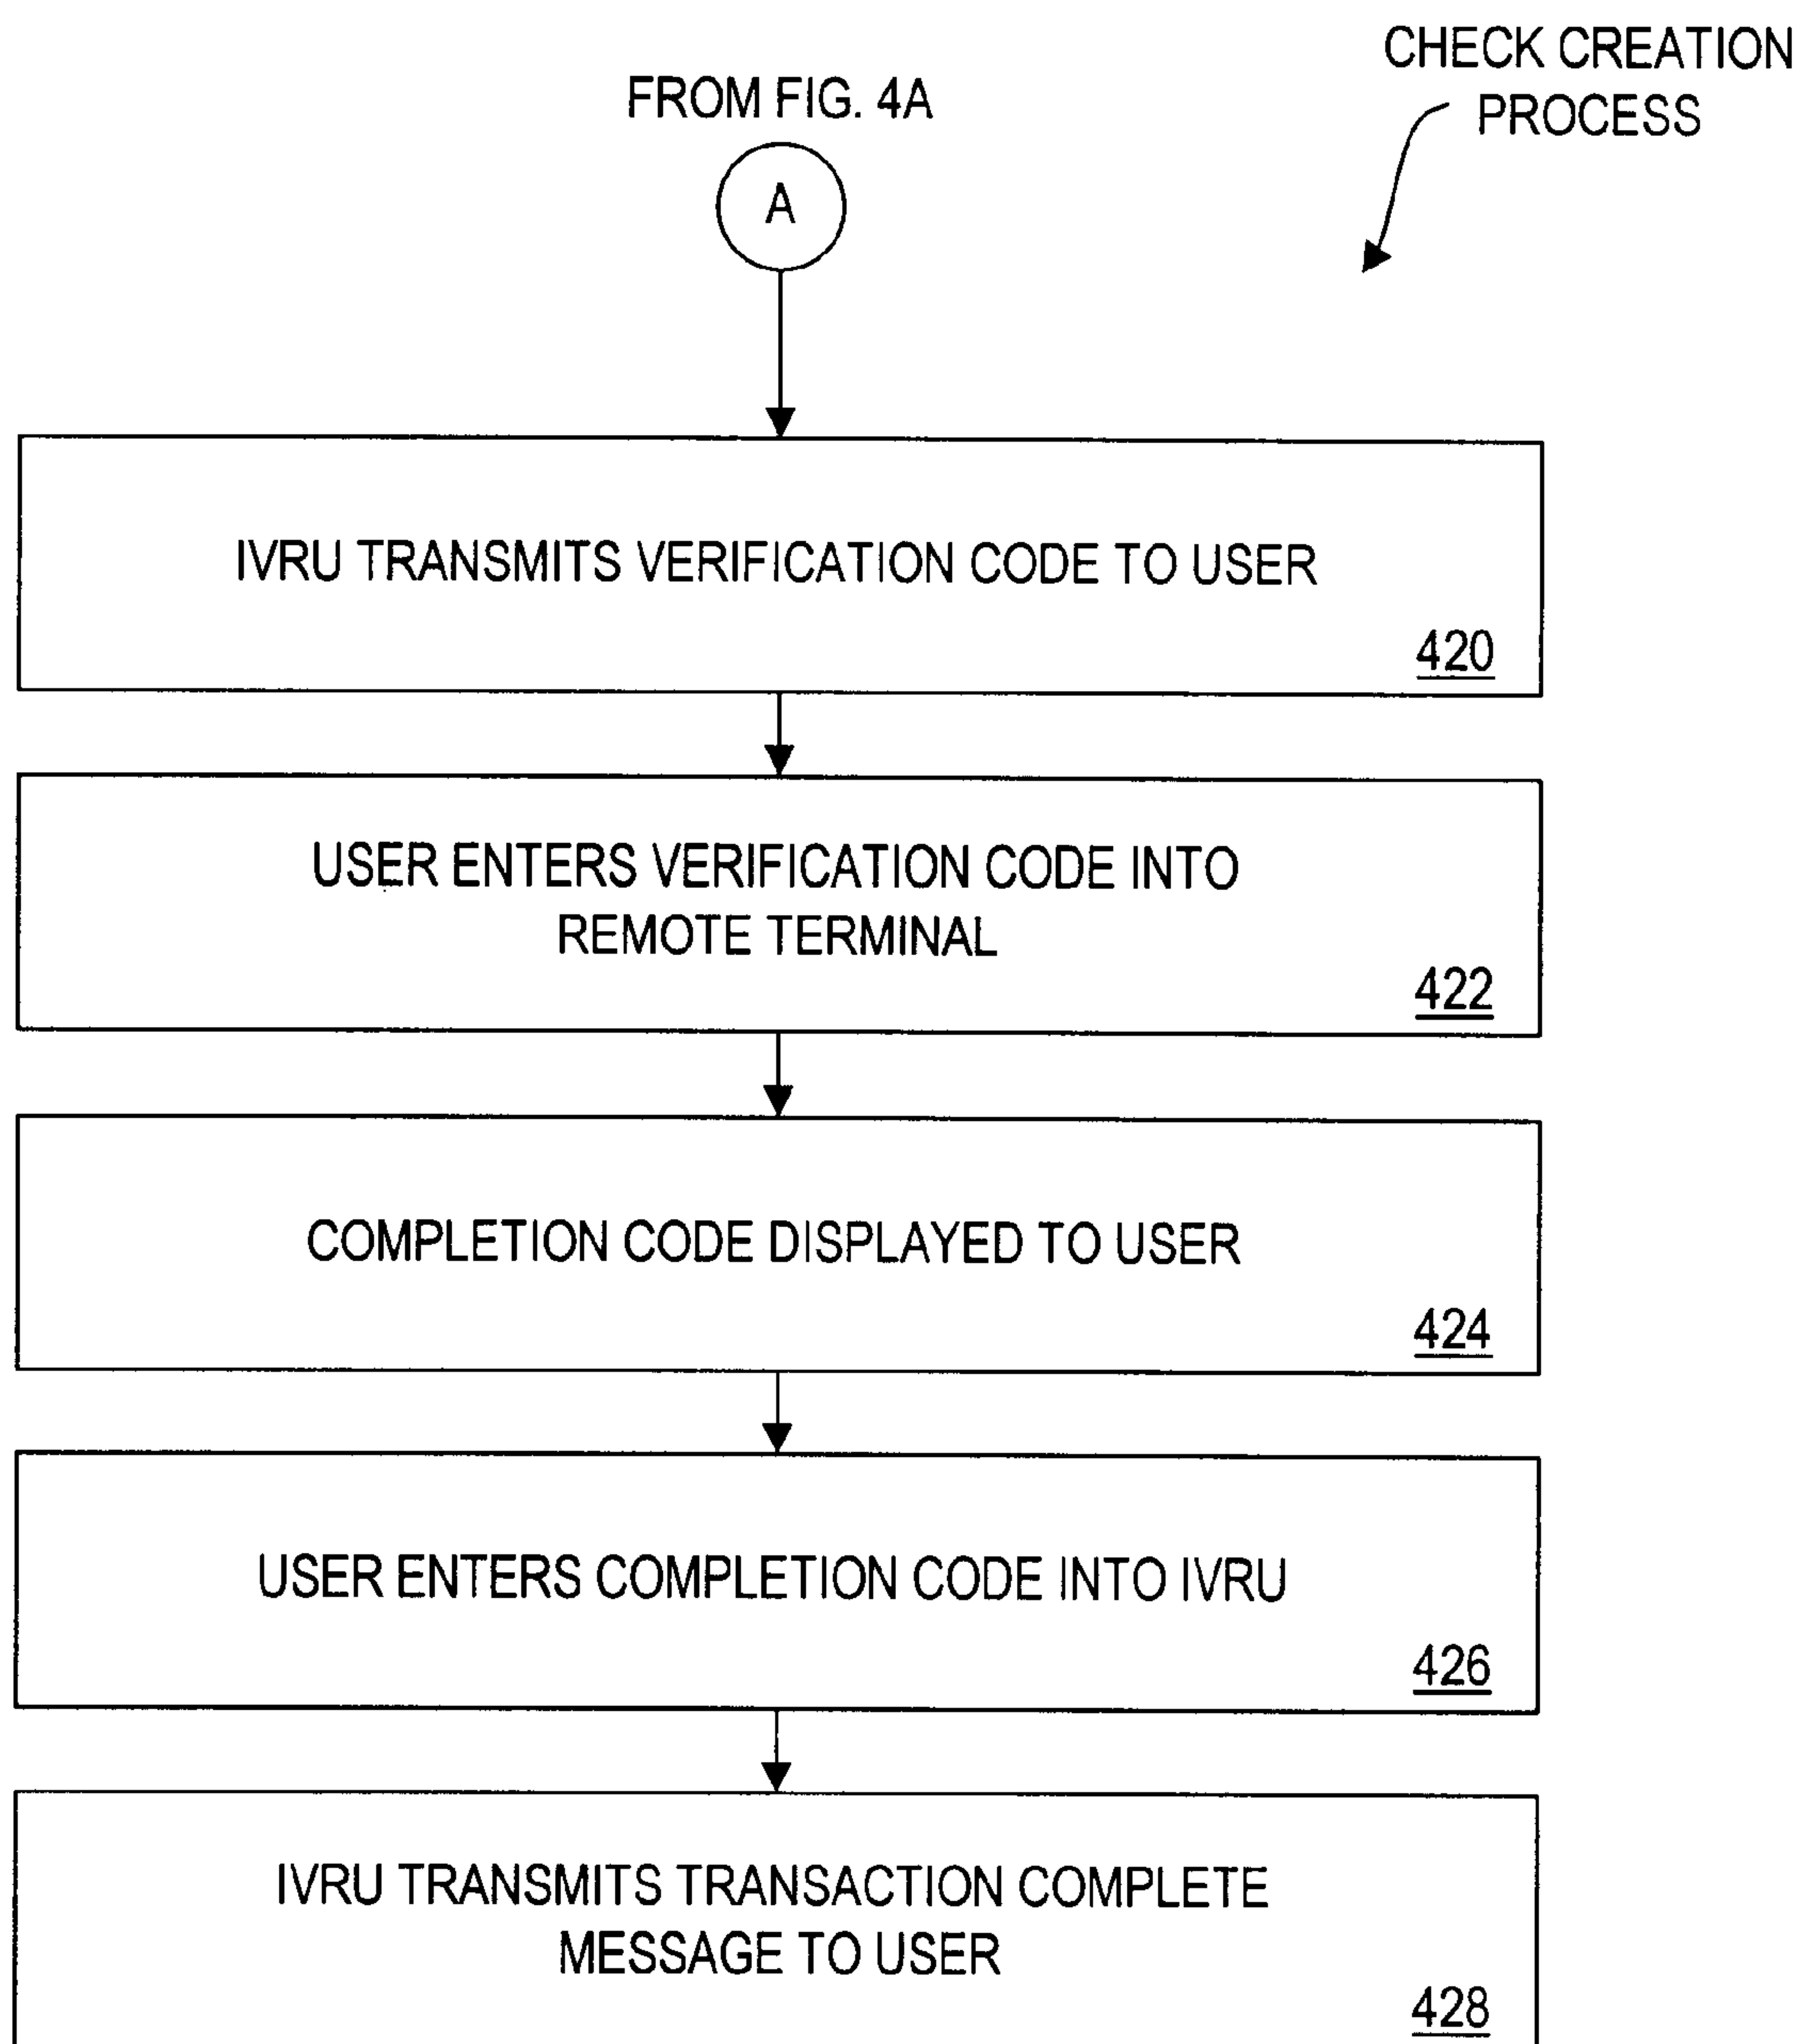 CHECK CREATION
PROCESS
FROM FIG. 4A
A
IVRU TRANSMITS VERIFICATION CODE TO USER
420
USER ENTERS VERIFICATION CODE INTO
REMOTE TERMINAL
422
COMPLETION CODE DISPLAYED TO USER
424
USER ENTERS COMPLETION CODE INTO IVRU
426
IVRU TRANSMITS TRANSACTION COMPLETE
MESSAGE TO USER
428